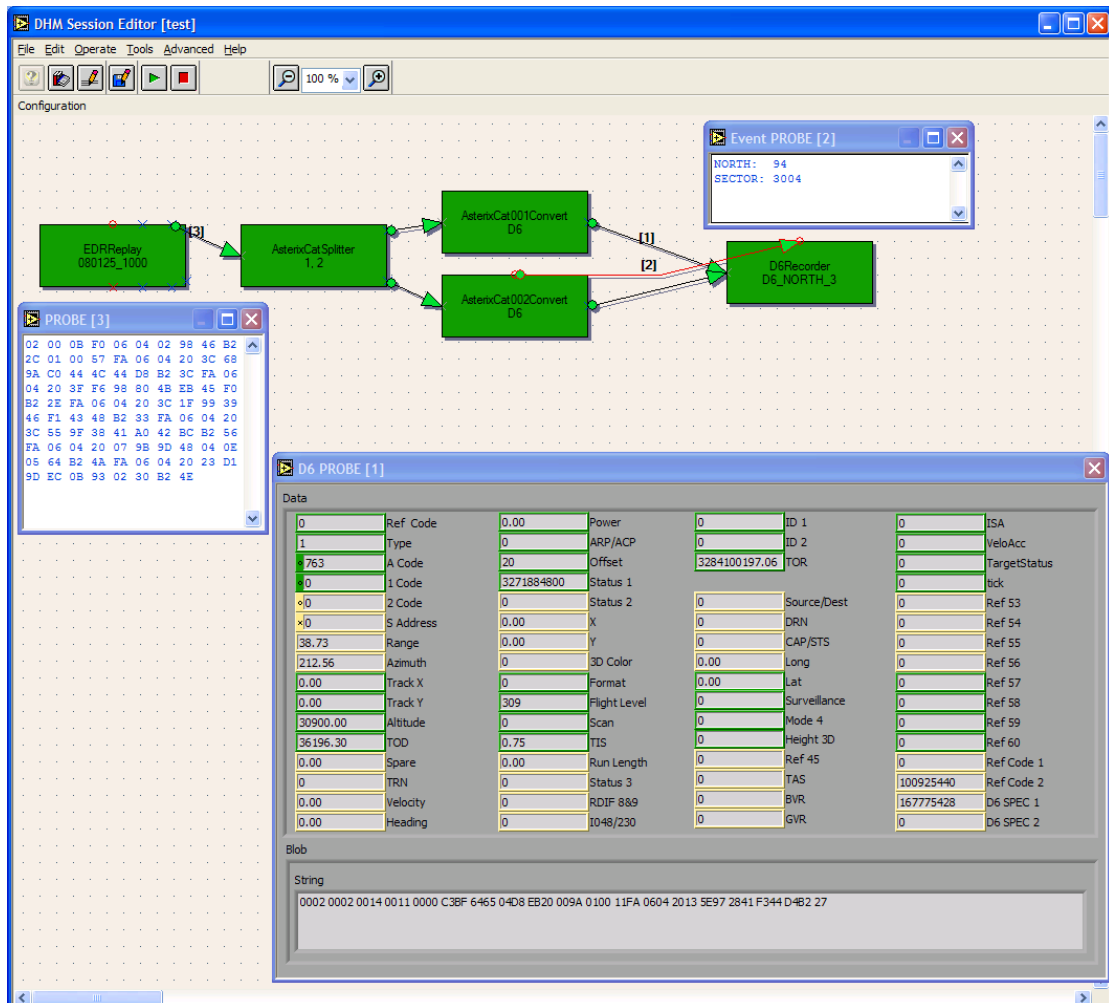 DHM Session Editor [test]
File Edit Operate Tools Advanced Help
100 %
Configuration
Event PROBE [2]
NORTH: 94
SECTOR: 3004
EDRReplay
080125_1000
[3]
AsterixCatSplitter
1, 2
AsterixCat001Convert
D6
AsterixCat002Convert
D6
[1]
[2]
D6Recorder
D6_NORTH_3
PROBE [3]
02 00 0B F0 06 04 02 98 46 B2
2C 01 00 57 FA 06 04 20 3C 68
9A C0 44 4C 44 D8 B2 3C FA 06
04 20 3F F6 98 80 4B EB 45 F0
B2 2E FA 06 04 20 3C 1F 99 39
46 F1 43 48 B2 33 FA 06 04 20
3C 55 9F 38 41 A0 42 BC B2 56
FA 06 04 20 07 9B 9D 48 04 0E
05 64 B2 4A FA 06 04 20 23 D1
9D EC 0B 93 02 30 B2 4E
D6 PROBE [1]
Data
0 Ref Code 0.00 Power 0 ID 1 0 ISA
1 Type 0 ARP/ACP 0 ID 2 0 VeloAcc
763 A Code 20 Offset 3284100197.06 TOR 0 TargetStatus
0 1 Code 3271884800 Status 1 0 tick
0 2 Code 0 Status 2 0 Source/Dest 0 Ref 53
0 S Address 0.00 X 0 DRN 0 Ref 54
38.73 Range 0.00 Y 0 CAP/STS 0 Ref 55
212.56 Azimuth 0 3D Color 0.00 Long 0 Ref 56
0.00 Track X 0 Format 0.00 Lat 0 Ref 57
0.00 Track Y 309 Flight Level 0 Surveillance 0 Ref 58
30900.00 Altitude 0 Scan 0 Mode 4 0 Ref 59
36196.30 TOD 0.75 TIS 0 Height 3D 0 Ref 60
0.00 Spare 0.00 Run Length 0 Ref 45 0 Ref Code 1
0 TRN 0 Status 3 0 TAS 100925440 Ref Code 2
0.00 Velocity 0 RDIF 8&9 0 BVR 167775428 D6 SPEC 1
0.00 Heading 0 I048/230 0 GVR 0 D6 SPEC 2
Blob
String
0002 0002 0014 0011 0000 C3BF 6465 04D8 EB20 009A 0100 11FA 0604 2013 5E97 2841 F344 D4B2 27